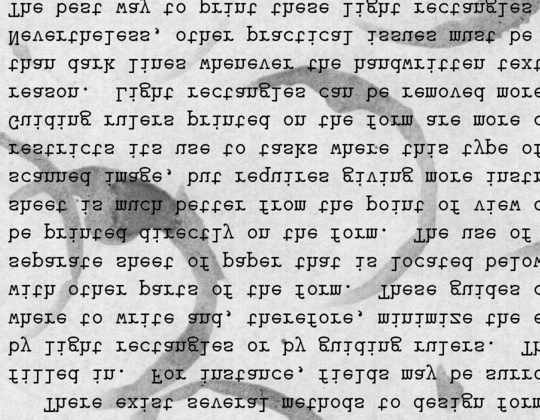 There exist several methods to design form
filled in. For instance, fields may be surro
by light rectangles or by guiding rulers. Th
where to write and, therefore, minimize the e
with other parts of the form. These guides c
separate sheet of paper that is located below
be printed directly on the form. The use of
sheet is much better from the point of view o
scanned image, but requires giving more instr
restricts its use to tasks where this type of
Guiding rulers printed on the form are more c
reason. Light rectangles can be removed more
than dark lines whenever the handwritten text
Nevertheless, other practical issues must be
The best way to print these light rectangles